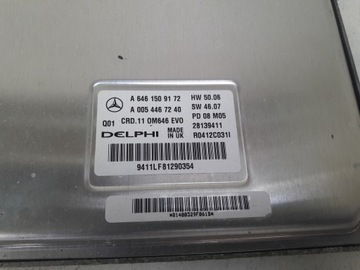 A 646 150 91 72 HW 50.06
A 005 446 72 40 SW 46.07
Q01 CRD.11 OM646 EVO PD 08 M05
DELPHI MADE IN UK 28139411
R0412C031I
9411LF81290354